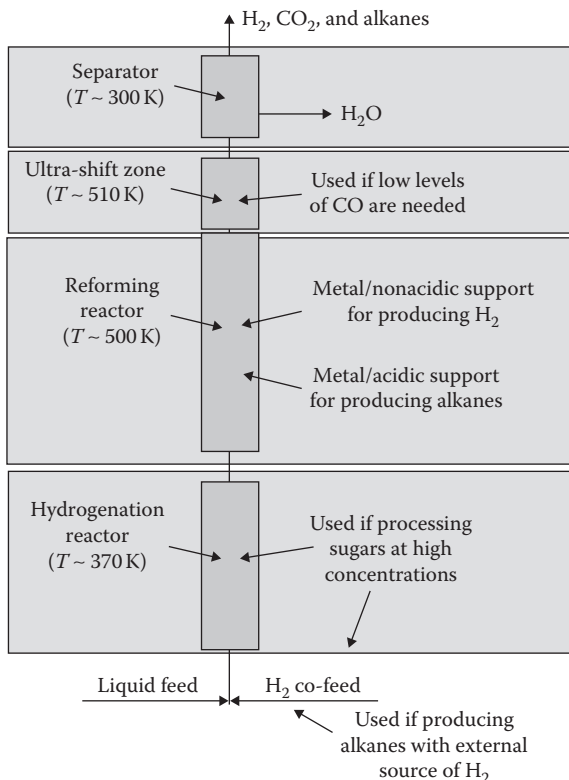 H₂, CO₂, and alkanes
Separator
(T ~ 300 K)
H₂O
Ultra-shift zone
(T ~ 510 K)
Used if low levels
of CO are needed
Reforming
reactor
(T ~ 500 K)
Metal/nonacidic support
for producing H₂
Metal/acidic support
for producing alkanes
Hydrogenation
reactor
(T ~ 370 K)
Used if processing
sugars at high
concentrations
Liquid feed
H₂ co-feed
Used if producing
alkanes with external
source of H₂